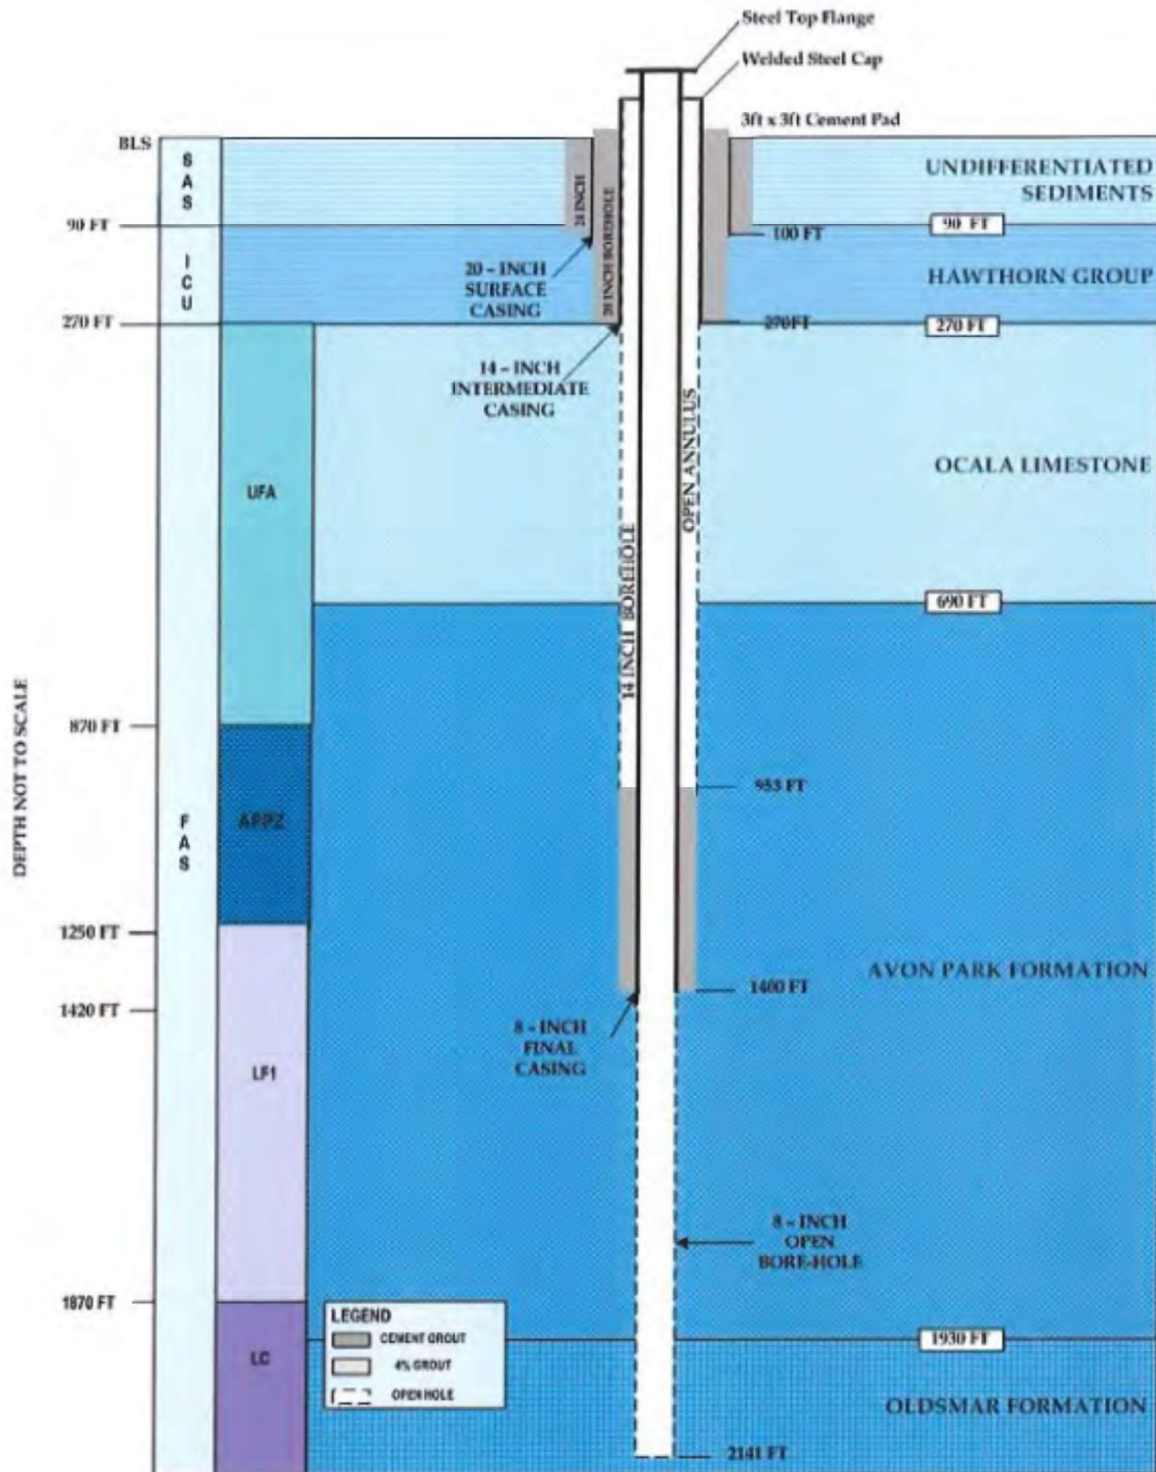 Steel Top Flange
Welded Steel Cap
3ft x 3ft Cement Pad
BLS
S
A
S
UNDIFFERENTIATED
SEDIMENTS
INCH
20 INCH BOREHOLE
90 FT
90 FT
100 FT
I
C
U
20 - INCH
SURFACE
CASING
HAWTHORN GROUP
270 FT
270 FT
270 FT
14 - INCH
INTERMEDIATE
CASING
OPEN ANNULUS
OCALA LIMESTONE
UFA
14 INCH BOREHOLE
690 FT
DEPTH NOT TO SCALE
870 FT
953 FT
APPZ
F
A
S
1250 FT
AVON PARK FORMATION
1400 FT
1420 FT
8 - INCH
FINAL
CASING
LF1
8 - INCH
OPEN
BORE-HOLE
1870 FT
LEGEND
CEMENT GROUT
4% GROUT
OPEN HOLE
1930 FT
LC
OLDSMAR FORMATION
2141 FT